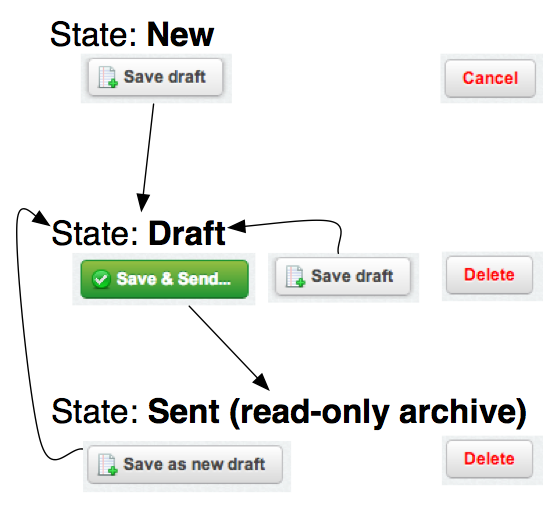 State: New
Save draft
Cancel
State: Draft
Save & Send...
Save draft
Delete
State: Sent (read-only archive)
Save as new draft
Delete